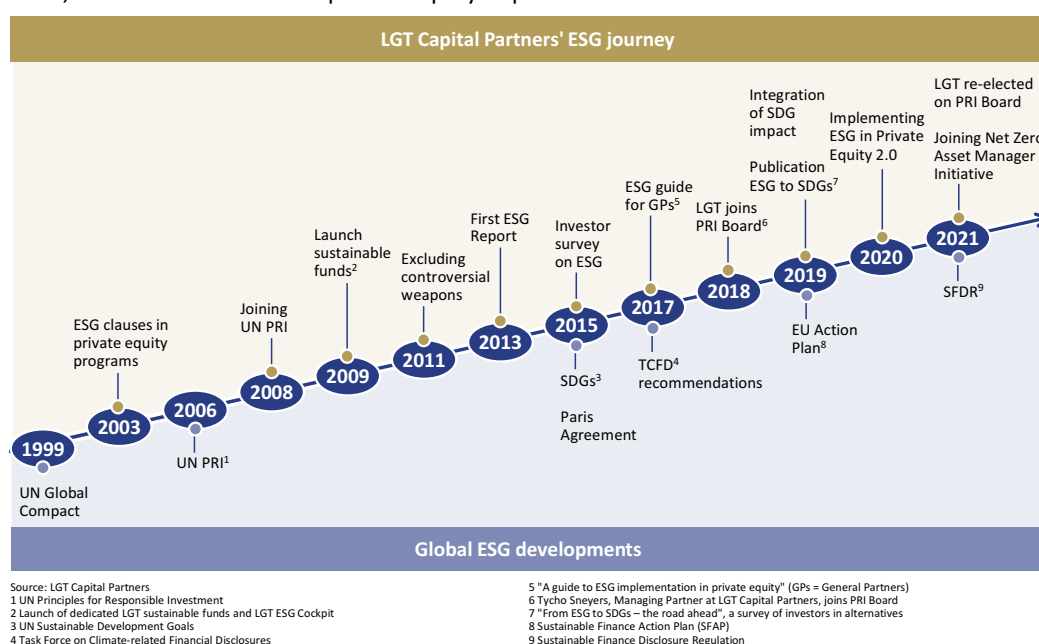 LGT Capital Partners' ESG journey
LGT re-elected
on PRI Board
Joining Net Zero
Asset Manager
Initiative
Integration
of SDG
impact
Publication
ESG to SDGs⁷
Implementing
ESG in Private
Equity 2.0
ESG guide
for GPs⁵
LGT joins
PRI Board⁶
First ESG
Report
Investor
survey
on ESG
Launch
sustainable
funds²
Excluding
controversial
weapons
Joining
UN PRI
ESG clauses in
private equity
programs
1999
2003
2006
2008
2009
2011
2013
2015
2017
2018
2019
2020
2021
UN Global
Compact
UN PRI¹
SDGs³
Paris
Agreement
TCFD⁴
recommendations
EU Action
Plan⁸
SFDR⁹
Global ESG developments
Source: LGT Capital Partners
1 UN Principles for Responsible Investment
2 Launch of dedicated LGT sustainable funds and LGT ESG Cockpit
3 UN Sustainable Development Goals
4 Task Force on Climate-related Financial Disclosures
5 "A guide to ESG implementation in private equity" (GPs = General Partners)
6 Tycho Sneyers, Managing Partner at LGT Capital Partners, joins PRI Board
7 "From ESG to SDGs – the road ahead", a survey of investors in alternatives
8 Sustainable Finance Action Plan (SFAP)
9 Sustainable Finance Disclosure Regulation